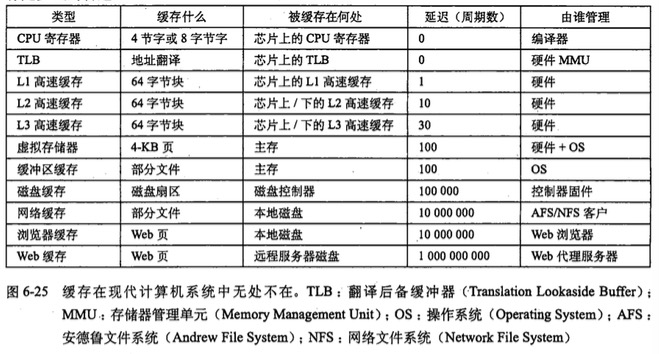 类型 缓存什么 被缓存在何处 延迟（周期数） 由谁管理
CPU 寄存器 4 字节或 8 字节字 芯片上的 CPU 寄存器 0 编译器
TLB 地址翻译 芯片上的 TLB 0 硬件 MMU
L1 高速缓存 64 字节块 芯片上的 L1 高速缓存 1 硬件
L2 高速缓存 64 字节块 芯片上 / 下的 L2 高速缓存 10 硬件
L3 高速缓存 64 字节块 芯片上 / 下的 L3 高速缓存 30 硬件
虚拟存储器 4-KB 页 主存 100 硬件 + OS
缓冲区缓存 部分文件 主存 100 OS
磁盘缓存 磁盘扇区 磁盘控制器 100 000 控制器固件
网络缓存 部分文件 本地磁盘 10 000 000 AFS/NFS 客户
浏览器缓存 Web 页 本地磁盘 10 000 000 Web 浏览器
Web 缓存 Web 页 远程服务器磁盘 1 000 000 000 Web 代理服务器
图 6-25 缓存在现代计算机系统中无处不在。TLB：翻译后备缓冲器（Translation Lookaside Buffer）；
MMU：存储器管理单元（Memory Management Unit）；OS：操作系统（Operating System）；AFS：
安德鲁文件系统（Andrew File System）；NFS：网络文件系统（Network File System）